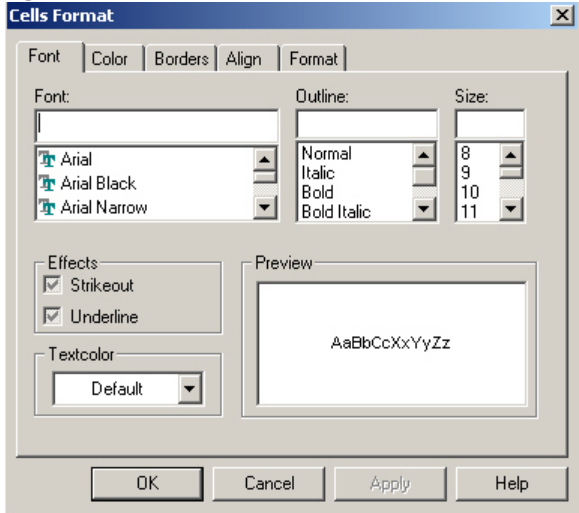 Cells Format
Font Color Borders Align Format
Font: Outline: Size:
Arial Normal 8
Arial Black Italic 9
Arial Narrow Bold 10
Bold Italic 11
Effects Preview
Strikeout
Underline
AaBbCcXxYyZz
Textcolor
Default
OK Cancel Apply Help